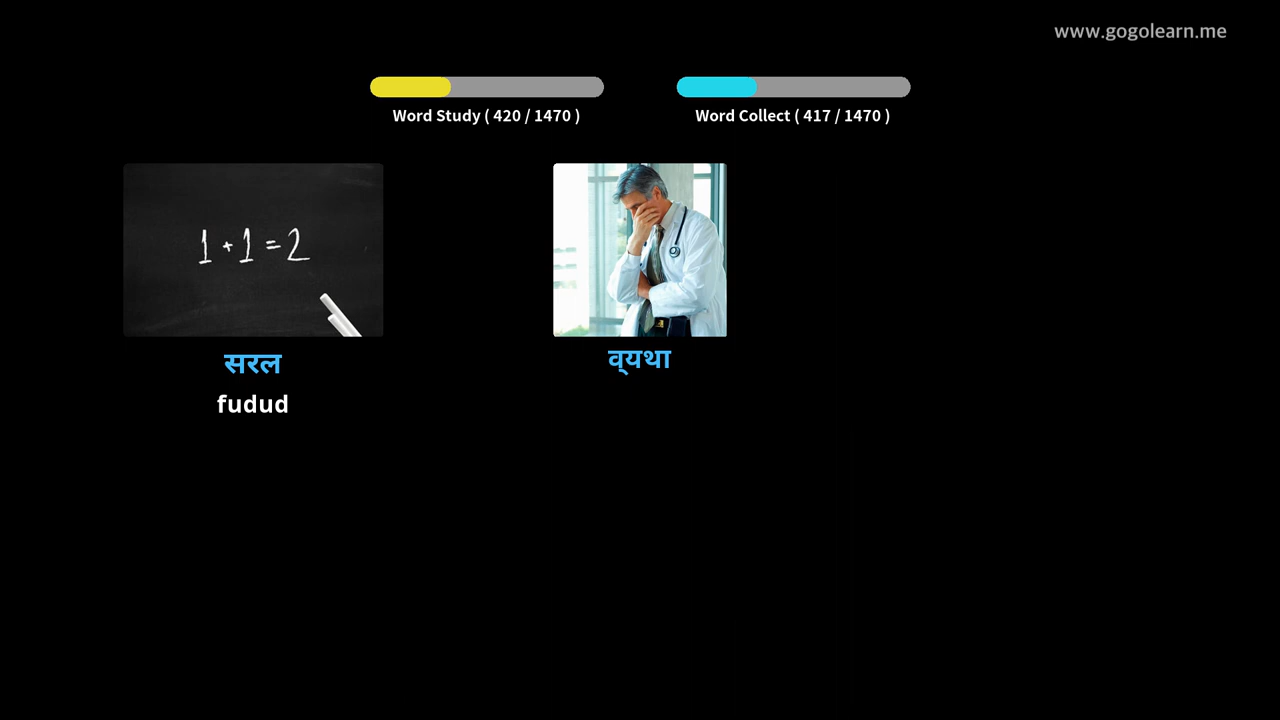 www.gogolearn.me
Word Study ( 420 / 1470 )
Word Collect ( 417 / 1470 )
1 + 1 = 2
सरल
fudud
व्यथा